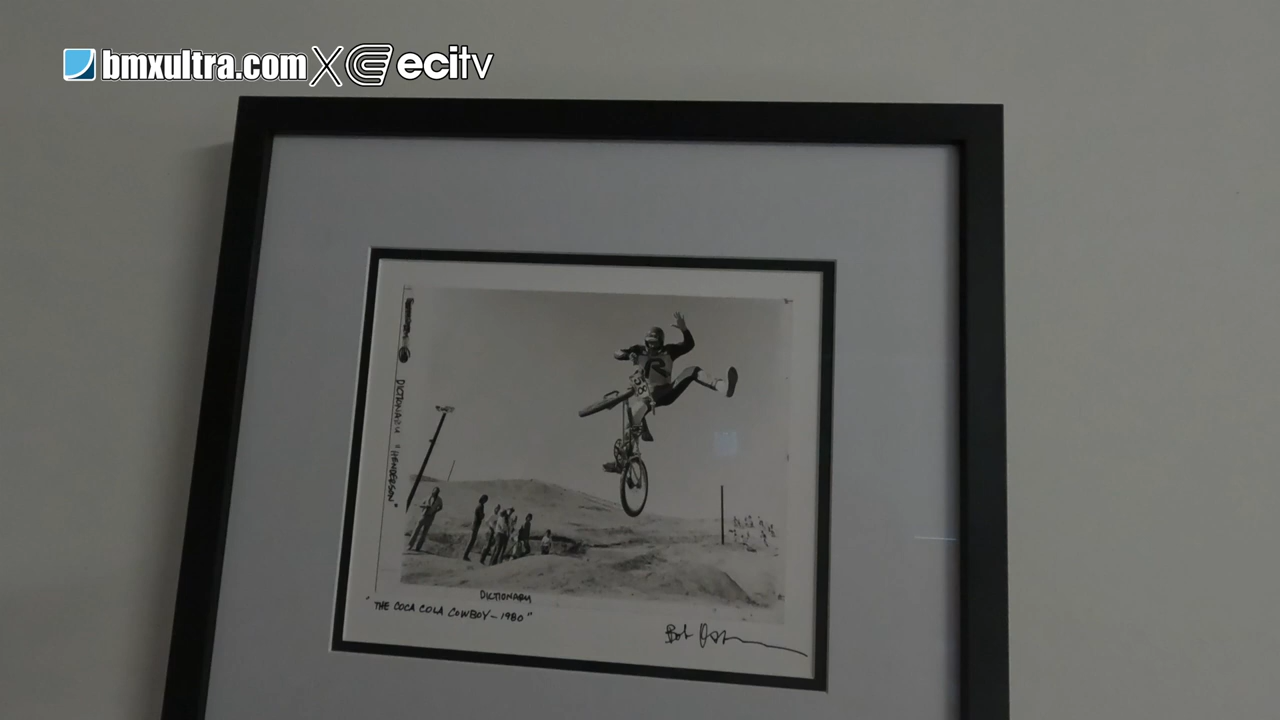 bmxultra.com X ecitv
DICTIONARY "HENDERSON"
DICTIONARY
"THE COCA COLA COWBOY – 1980"